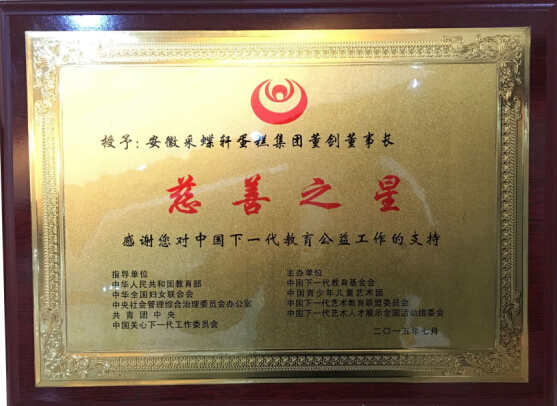 授予：安徽采蝶轩蛋糕集团董剑董事长
慈善之星
感谢您对中国下一代教育公益工作的支持
指导单位
中华人民共和国教育部
中华全国妇女联合会
中央社会管理综合治理委员会办公室
共青团中央
中国关心下一代工作委员会
主办单位
中国下一代教育基金会
中国青少年儿童艺术团
中国下一代艺术教育联盟委员会
中国下一代艺术人才展示全国活动组委会
二〇一五年七月